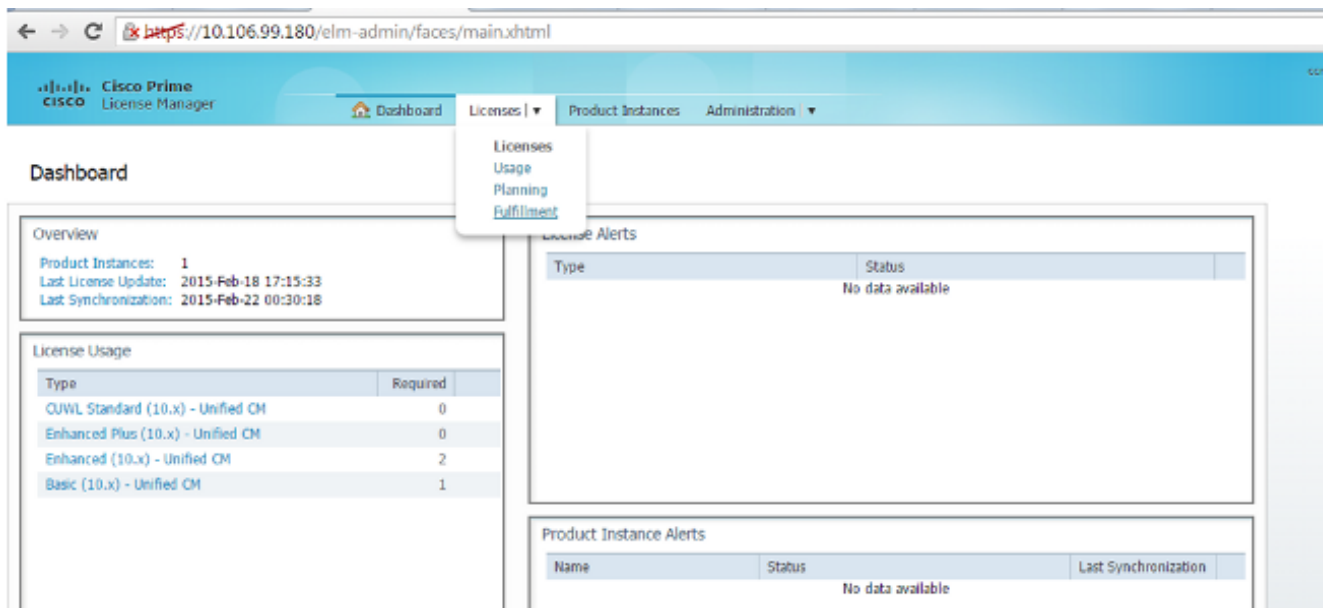 https://10.106.99.180/elm-admin/faces/main.xhtml
Cisco Prime
CISCO License Manager
Dashboard Licenses | ▾ Product Instances Administration | ▾
Licenses
Usage
Planning
Fulfillment
Dashboard
Overview
Product Instances: 1
Last License Update: 2015-Feb-18 17:15:33
Last Synchronization: 2015-Feb-22 00:30:18
License Usage
Type Required
CUWL Standard (10.x) - Unified CM 0
Enhanced Plus (10.x) - Unified CM 0
Enhanced (10.x) - Unified CM 2
Basic (10.x) - Unified CM 1
License Alerts
Type Status
No data available
Product Instance Alerts
Name Status Last Synchronization
No data available